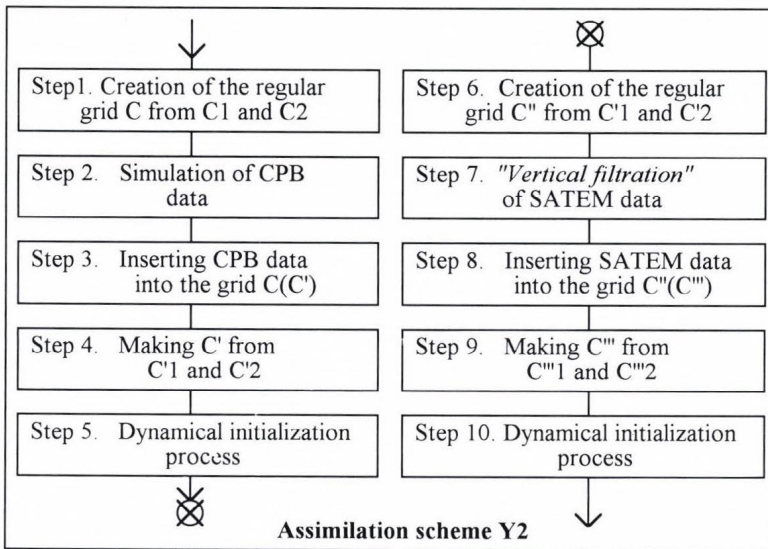 Step1. Creation of the regular
grid C from C1 and C2
Step 2. Simulation of CPB
data
Step 3. Inserting CPB data
into the grid C(C')
Step 4. Making C' from
C'1 and C'2
Step 5. Dynamical initialization
process
Step 6. Creation of the regular
grid C" from C'1 and C'2
Step 7. "Vertical filtration"
of SATEM data
Step 8. Inserting SATEM data
into the grid C"(C"')
Step 9. Making C"' from
C"'1 and C"'2
Step 10. Dynamical initialization
process
Assimilation scheme Y2